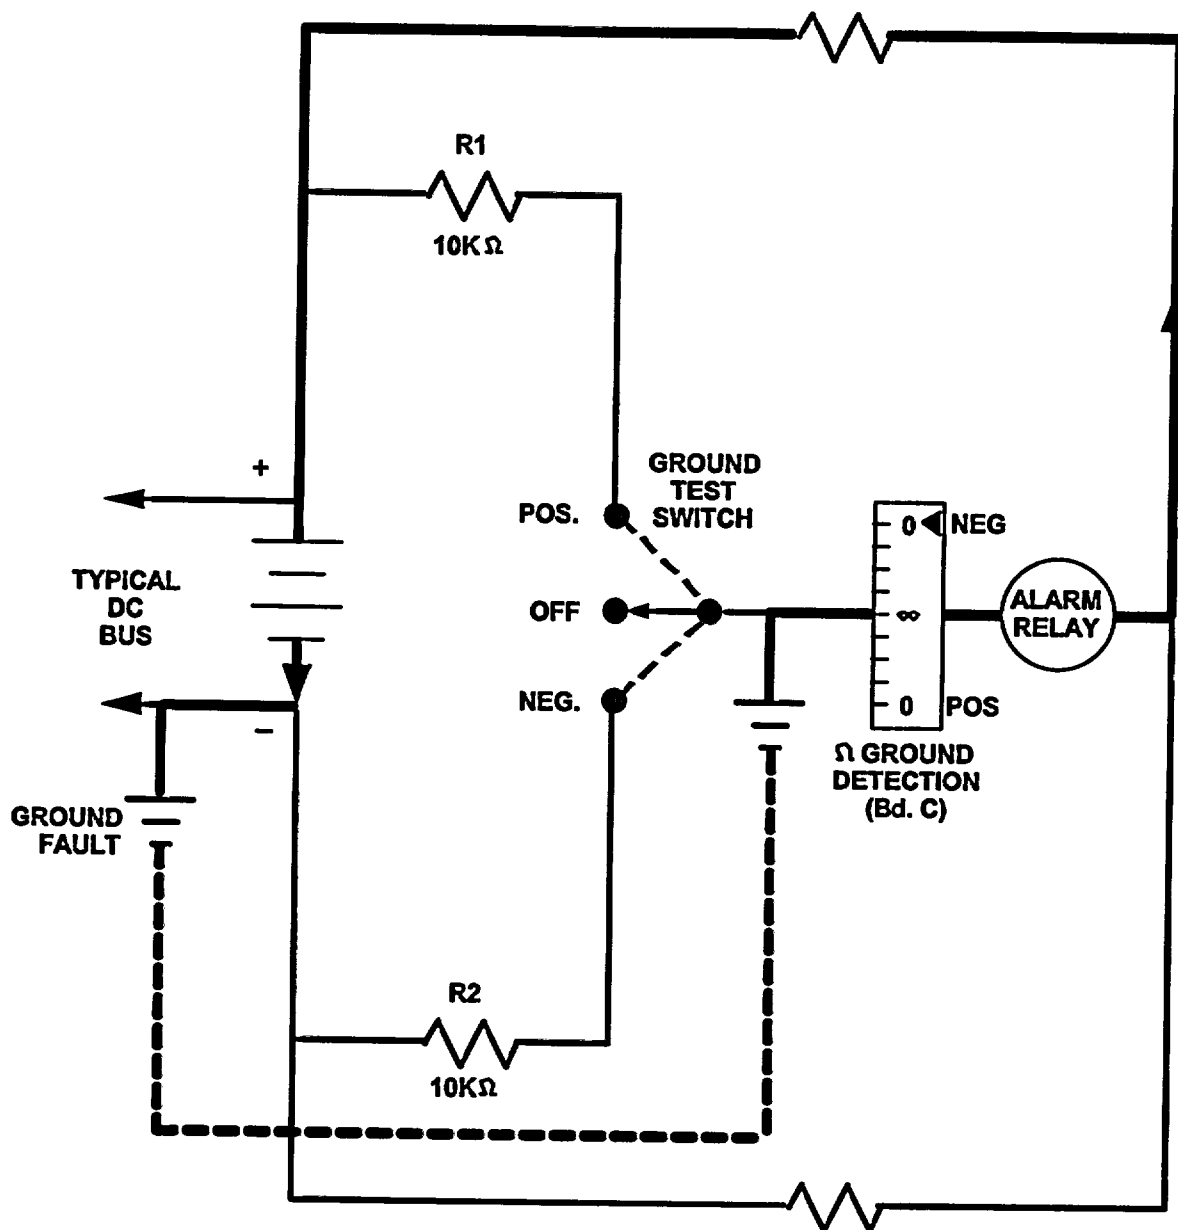 R1
10KΩ
+
GROUND
TEST
SWITCH
POS.
0 NEG
TYPICAL
DC
BUS
OFF
∞
ALARM
RELAY
NEG.
0 POS
-
Ω GROUND
DETECTION
(Bd. C)
GROUND
FAULT
R2
10KΩ